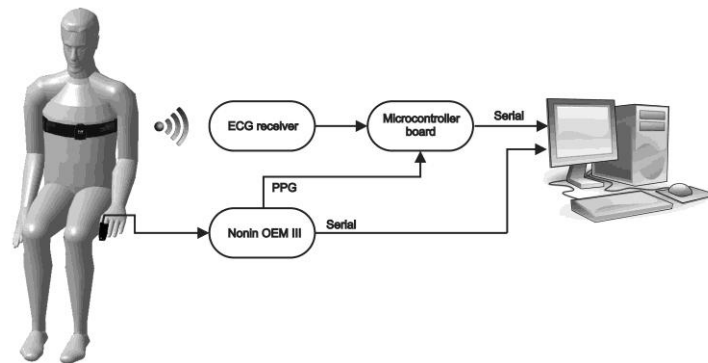 ECG receiver
Microcontroller
board
Serial
PPG
Nonin OEM III
Serial